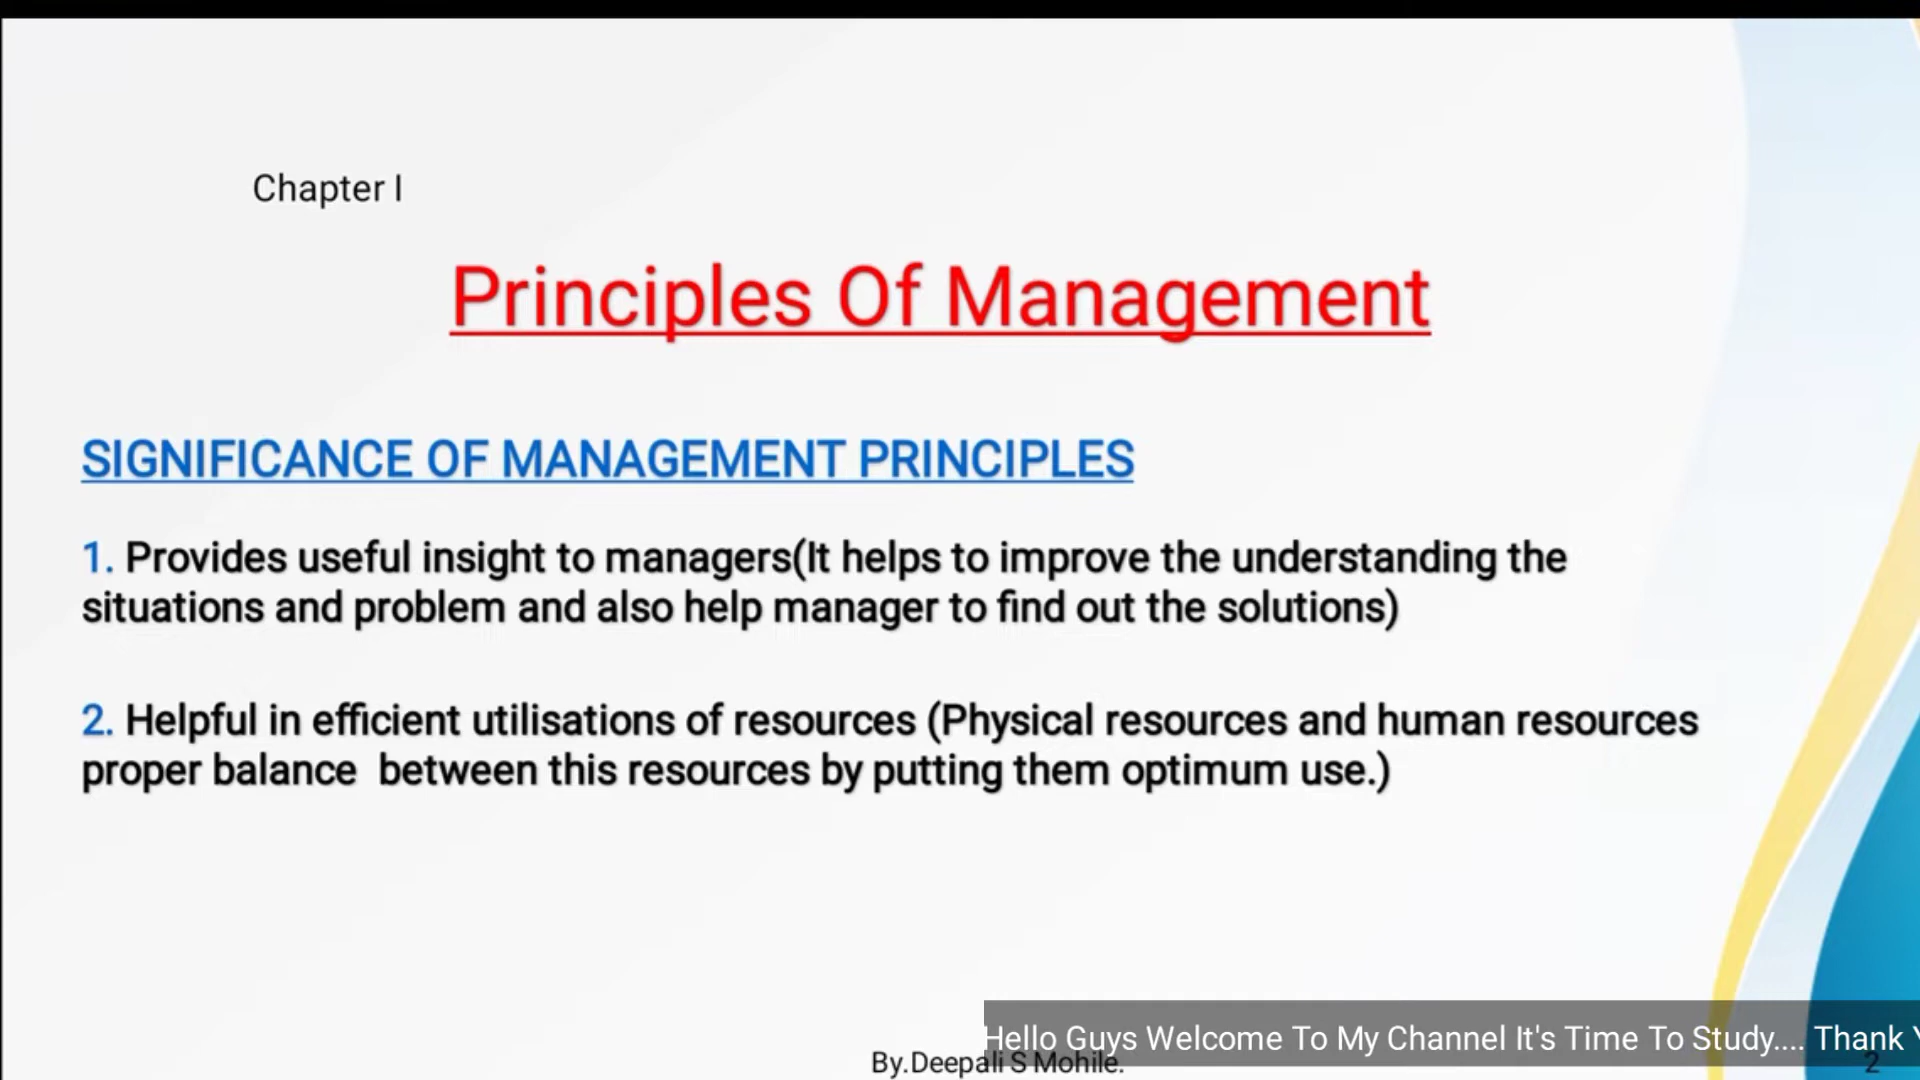 Chapter I
Principles Of Management
SIGNIFICANCE OF MANAGEMENT PRINCIPLES
1. Provides useful insight to managers(It helps to improve the understanding the
situations and problem and also help manager to find out the solutions)
2. Helpful in efficient utilisations of resources (Physical resources and human resources
proper balance between this resources by putting them optimum use.)
Hello Guys Welcome To My Channel It's Time To Study.... Thank
By.Deepali S Mohile.
2